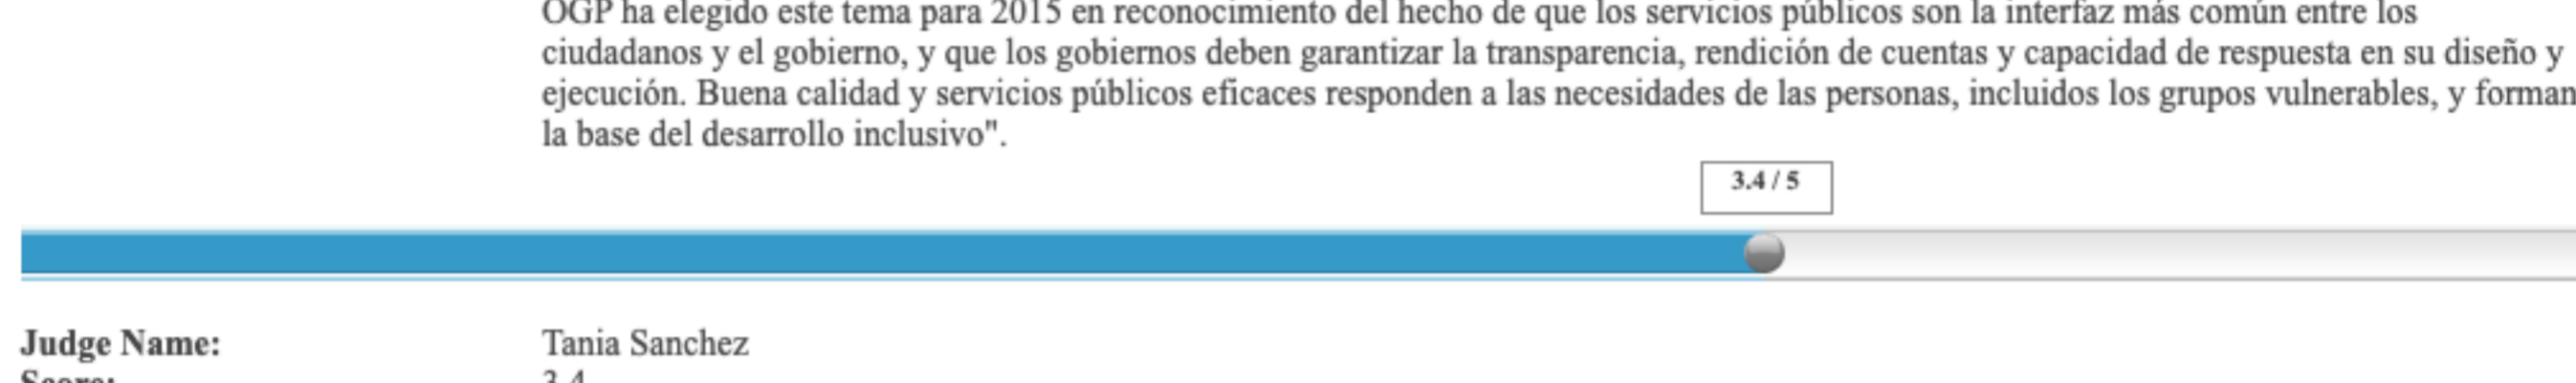 OGP ha elegido este tema para 2015 en reconocimiento del hecho de que los servicios públicos son la interfaz más común entre los
ciudadanos y el gobierno, y que los gobiernos deben garantizar la transparencia, rendición de cuentas y capacidad de respuesta en su diseño y
ejecución. Buena calidad y servicios públicos eficaces responden a las necesidades de las personas, incluidos los grupos vulnerables, y forman
la base del desarrollo inclusivo".
3.4 / 5
Judge Name: Tania Sanchez
Score: 3.4